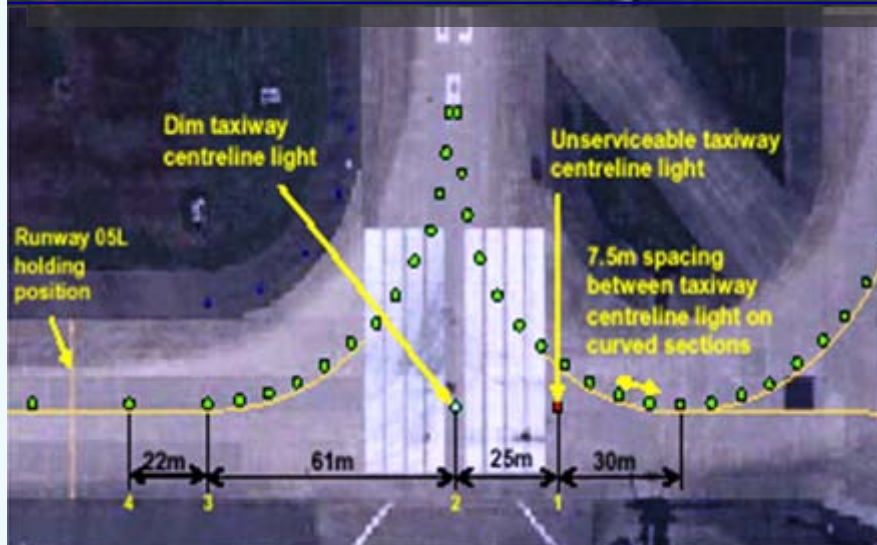 05
Dim taxiway
centreline light
Unserviceable taxiway
centreline light
Runway 05L
holding
position
7.5m spacing
between taxiway
centreline light on
curved sections
22m
61m
25m
30m
4
3
2
1